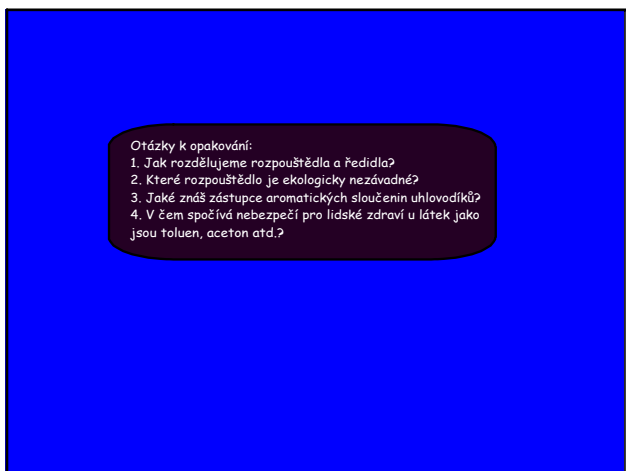 Otázky k opakování:
1. Jak rozdělujeme rozpouštědla a ředidla?
2. Které rozpouštědlo je ekologicky nezávadné?
3. Jaké znáš zástupce aromatických sloučenin uhlovodíků?
4. V čem spočívá nebezpečí pro lidské zdraví u látek jako
jsou toluen, aceton atd.?